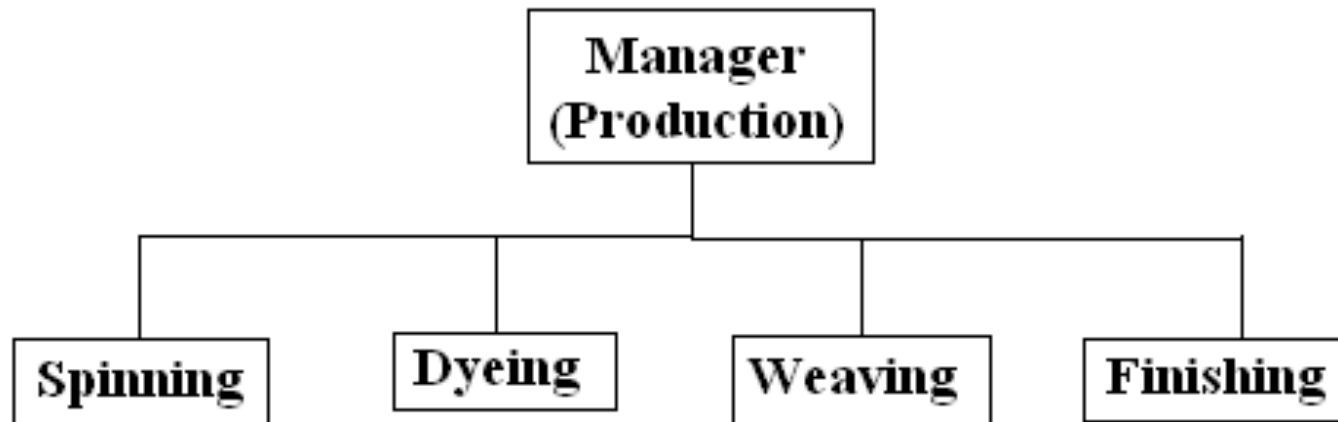 Manager
(Production)
Spinning
Dyeing
Weaving
Finishing